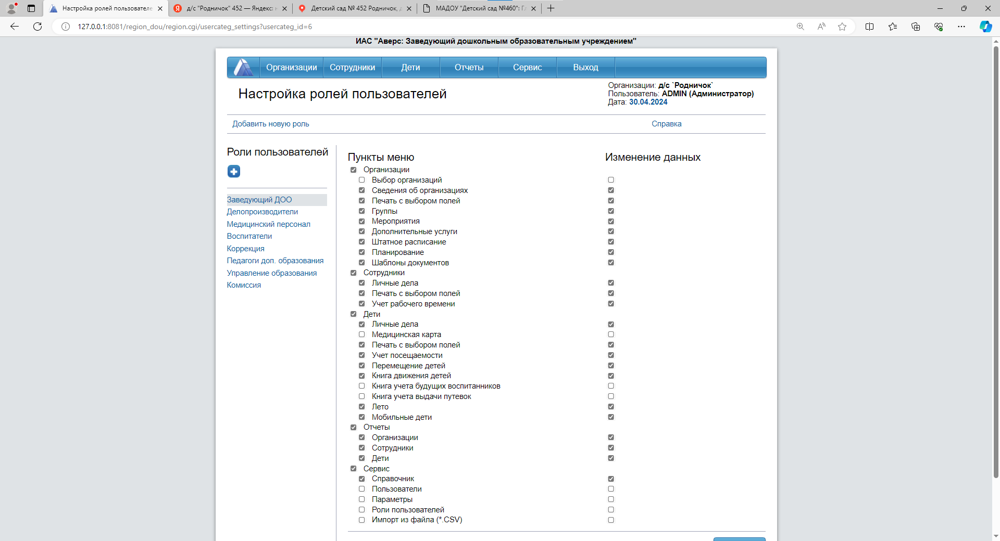 Настройка ролей пользователе
д/с "Родничок" 452 — Яндекс: н
Детский сад № 452 Родничок, д
МАДОУ "Детский сад №460": Гл
127.0.0.1:8081/region_dou/region.cgi/usercateg_settings?usercateg_id=6
ИАС "Аверс: Заведующий дошкольным образовательным учреждением"
Организации
Сотрудники
Дети
Отчеты
Сервис
Выход
Настройка ролей пользователей
Организации: д/с `Родничок`
Пользователь: ADMIN (Администратор)
Дата: 30.04.2024
Добавить новую роль
Справка
Роли пользователей
Заведующий ДОО
Делопроизводители
Медицинский персонал
Воспитатели
Коррекция
Педагоги доп. образования
Управление образования
Комиссия
Пункты меню
Изменение данных
Организации
Выбор организаций
Сведения об организациях
Печать с выбором полей
Группы
Мероприятия
Дополнительные услуги
Штатное расписание
Планирование
Шаблоны документов
Сотрудники
Личные дела
Печать с выбором полей
Учет рабочего времени
Дети
Личные дела
Медицинская карта
Печать с выбором полей
Учет посещаемости
Перемещение детей
Книга движения детей
Книга учета будущих воспитанников
Книга учета выдачи путевок
Лето
Мобильные дети
Отчеты
Организации
Сотрудники
Дети
Сервис
Справочник
Пользователи
Параметры
Роли пользователей
Импорт из файла (*.CSV)